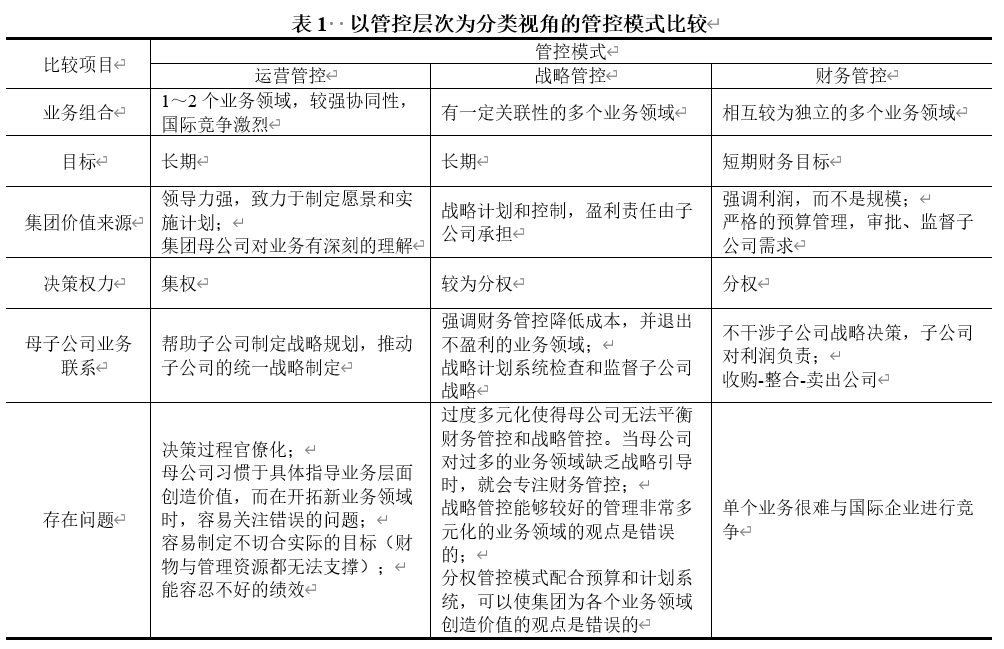 表 1 以管控层次为分类视角的管控模式比较
比较项目
管控模式
运营管控
战略管控
财务管控
业务组合
1～2 个业务领域，较强协同性，
国际竞争激烈
有一定关联性的多个业务领域
相互较为独立的多个业务领域
目标
长期
长期
短期财务目标
集团价值来源
领导力强，致力于制定愿景和实
施计划；
集团母公司对业务有深刻的理解
战略计划和控制，盈利责任由子
公司承担
强调利润，而不是规模；
严格的预算管理，审批、监督子
公司需求
决策权力
集权
较为分权
分权
母子公司业务
联系
帮助子公司制定战略规划，推动
子公司的统一战略制定
强调财务管控降低成本，并退出
不盈利的业务领域；
战略计划系统检查和监督子公司
战略
不干涉子公司战略决策，子公司
对利润负责；
收购-整合-卖出公司
存在问题
决策过程官僚化；
母公司习惯于具体指导业务层面
创造价值，而在开拓新业务领域
时，容易关注错误的问题；
容易制定不切合实际的目标（财
物与管理资源都无法支撑）；
能容忍不好的绩效
过度多元化使得母公司无法平衡
财务管控和战略管控。当母公司
对过多的业务领域缺乏战略引导
时，就会专注财务管控；
战略管控能够较好的管理非常多
元化的业务领域的观点是错误
的；
分权管控模式配合预算和计划系
统，可以使集团为各个业务领域
创造价值的观点是错误的
单个业务很难与国际企业进行竞
争